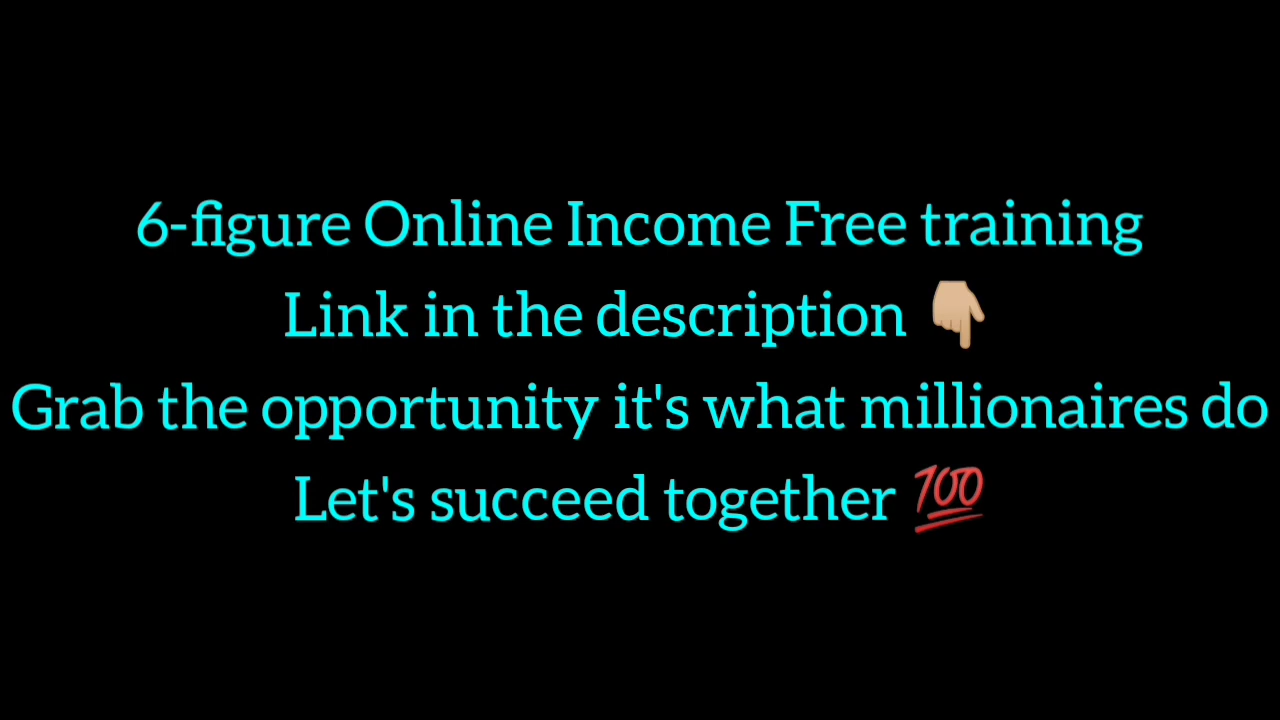 6-figure Online Income Free training
Link in the description 👇🏼
Grab the opportunity it's what millionaires do
Let's succeed together 💯